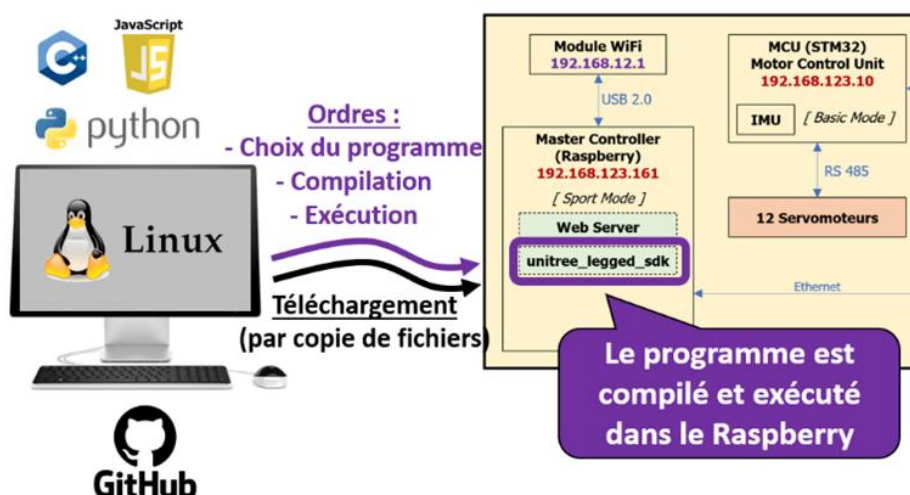 JavaScript
C++
JS
python
Linux
GitHub
Ordres :
- Choix du programme
- Compilation
- Exécution
Téléchargement
(par copie de fichiers)
Module WiFi
192.168.12.1
USB 2.0
Master Controller
(Raspberry)
192.168.123.161
[ Sport Mode ]
Web Server
unitree_legged_sdk
MCU (STM32)
Motor Control Unit
192.168.123.10
IMU
[ Basic Mode ]
RS 485
12 Servomoteurs
Ethernet
Le programme est
compilé et exécuté
dans le Raspberry